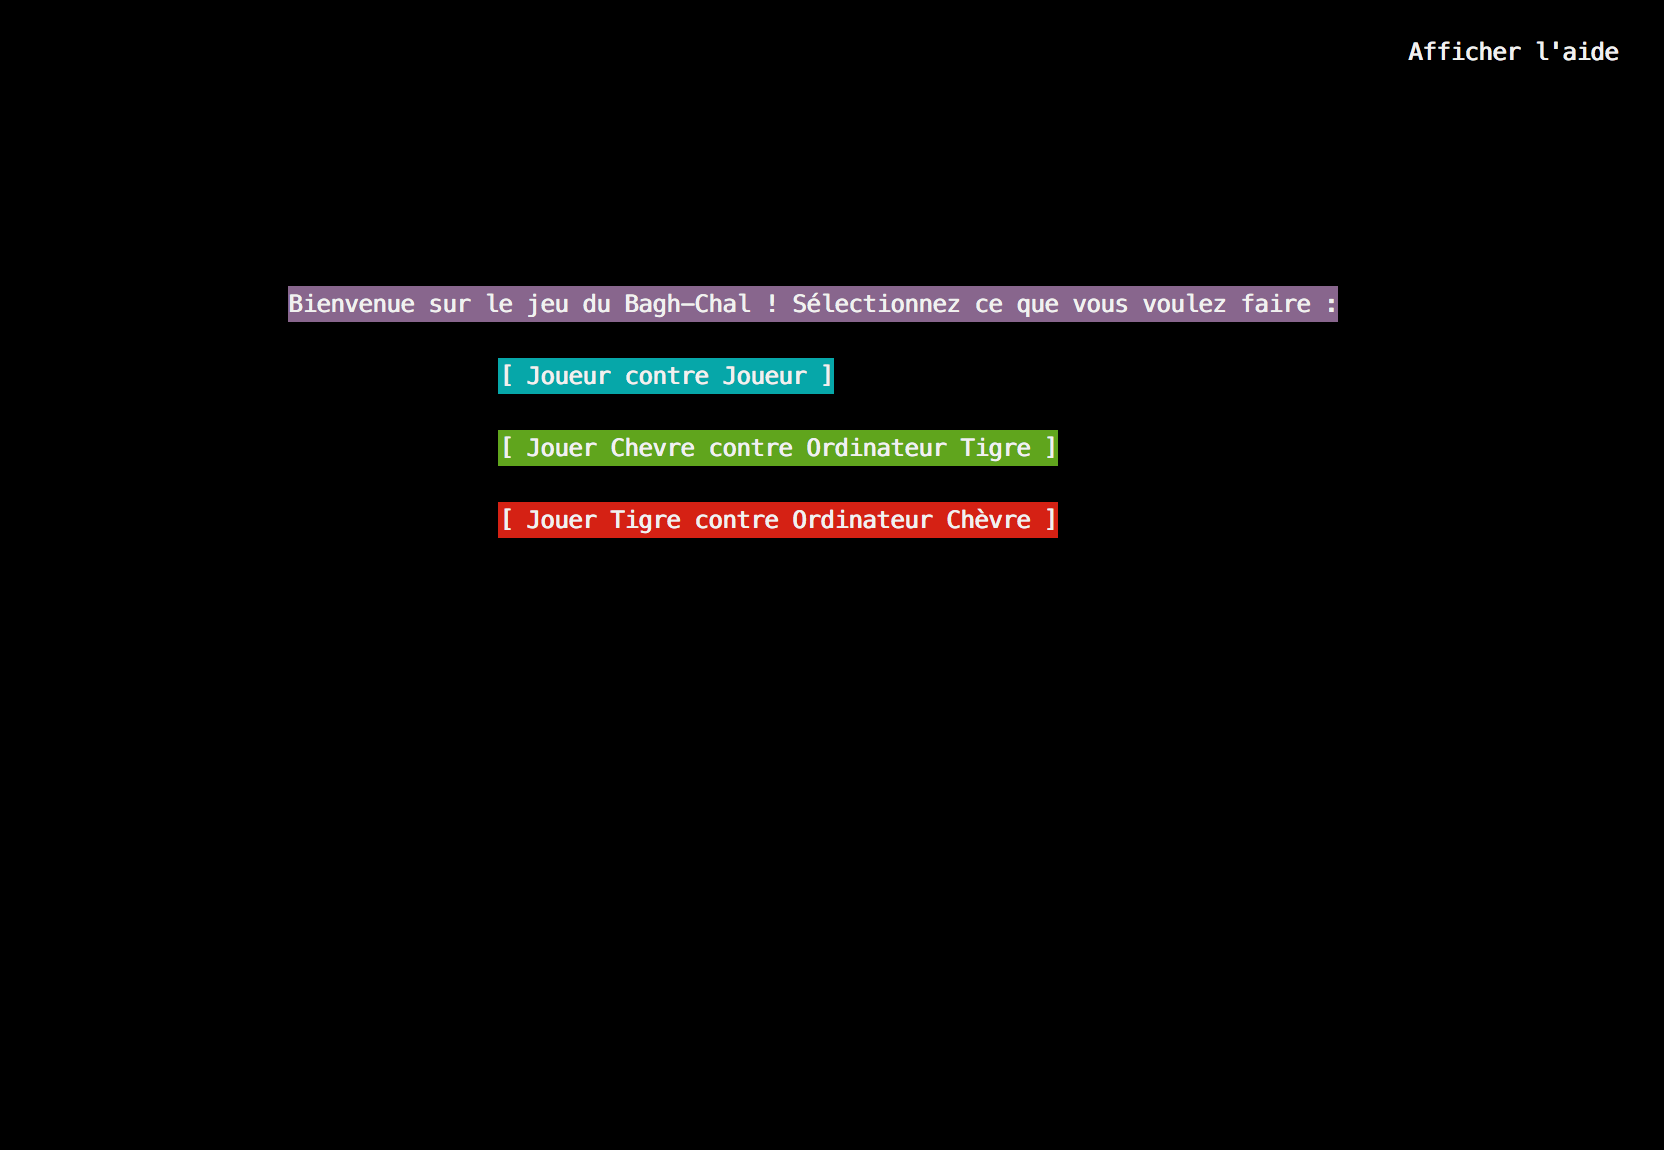 Afficher l'aide
Bienvenue sur le jeu du Bagh-Chal ! Sélectionnez ce que vous voulez faire :
[ Joueur contre Joueur ]
[ Jouer Chevre contre Ordinateur Tigre ]
[ Jouer Tigre contre Ordinateur Chèvre ]